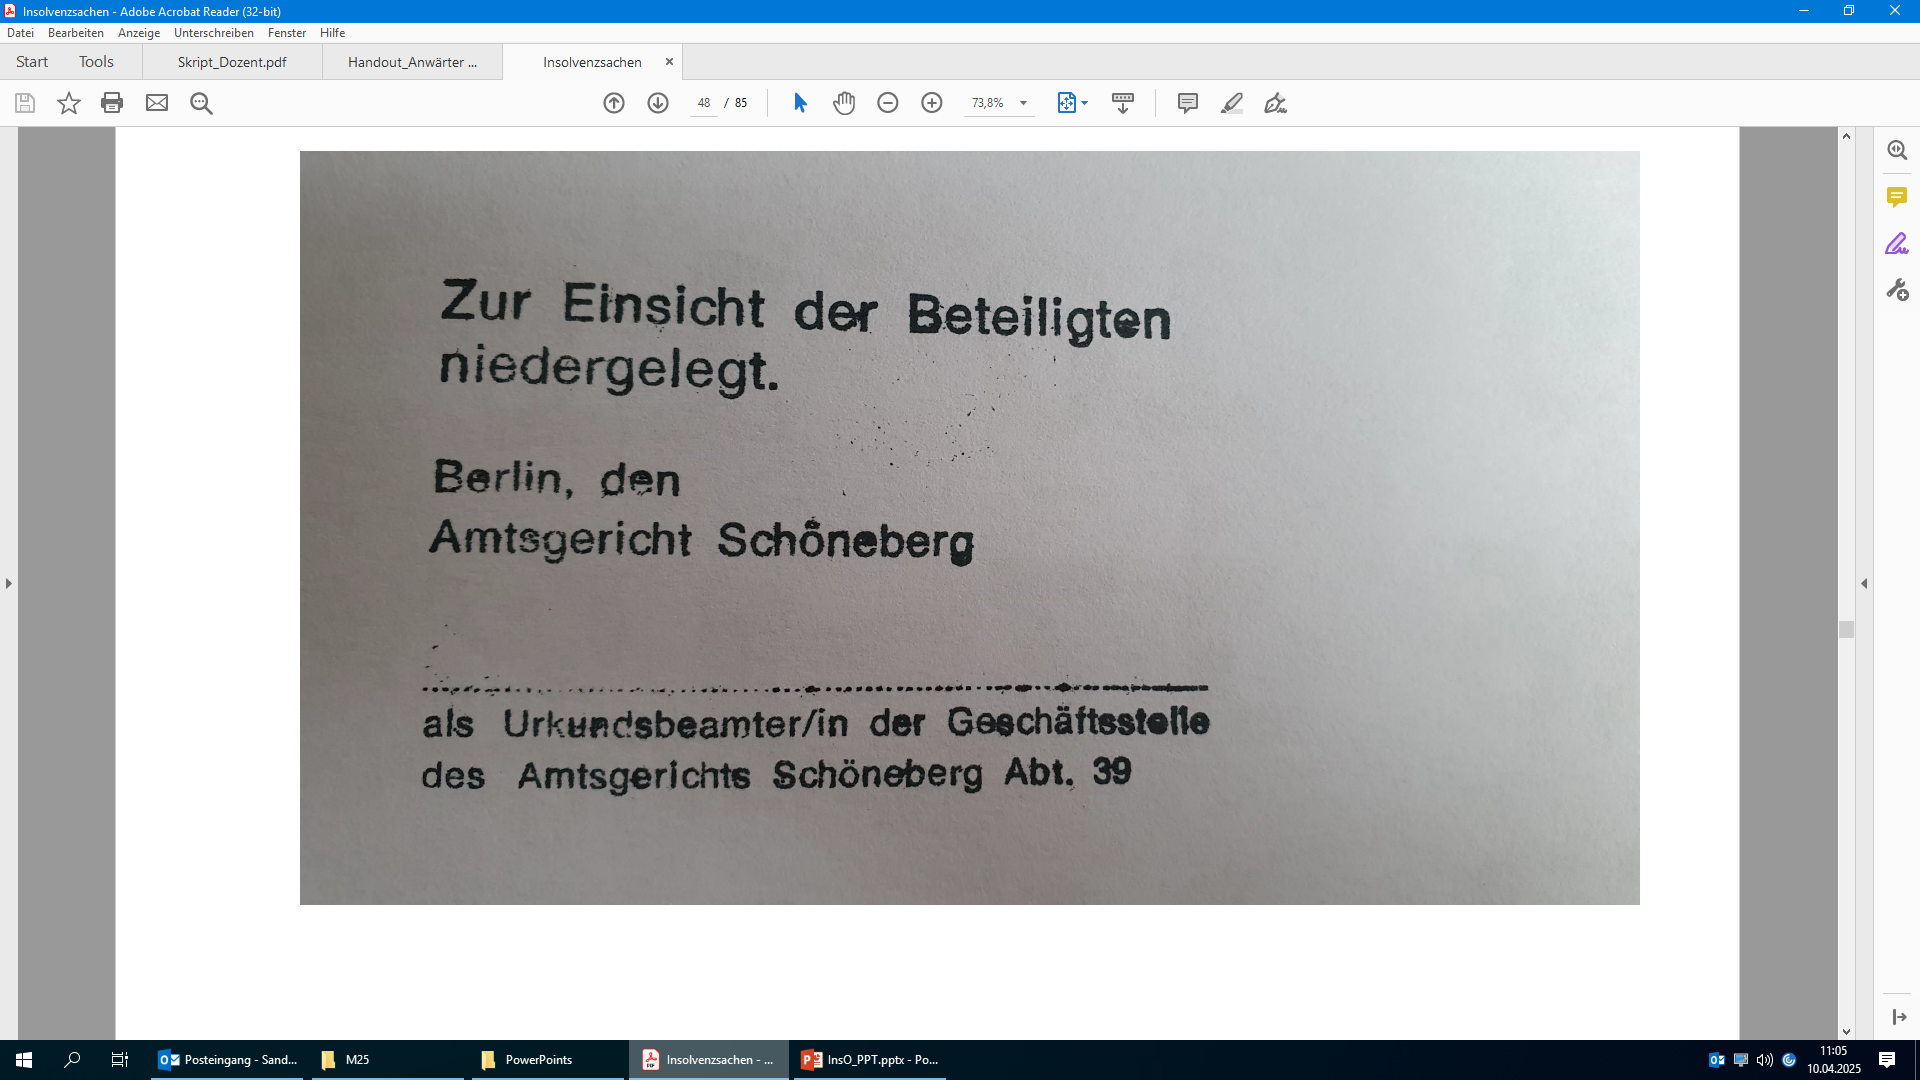 Insolvenzsachen - Adobe Acrobat Reader (32-bit)
Datei Bearbeiten Anzeige Unterschreiben Fenster Hilfe
Start Tools Skript_Dozent.pdf Handout_Anwärter ... Insolvenzsachen
48 / 85 73,8%
Zur Einsicht der Beteiligten
niedergelegt.
Berlin, den
Amtsgericht Schöneberg
als Urkundsbeamter/in der Geschäftsstelle
des Amtsgerichts Schöneberg Abt. 39
Posteingang - Sand... M25 PowerPoints Insolvenzsachen - ... InsO_PPT.pptx - Po...
11:05
10.04.2025